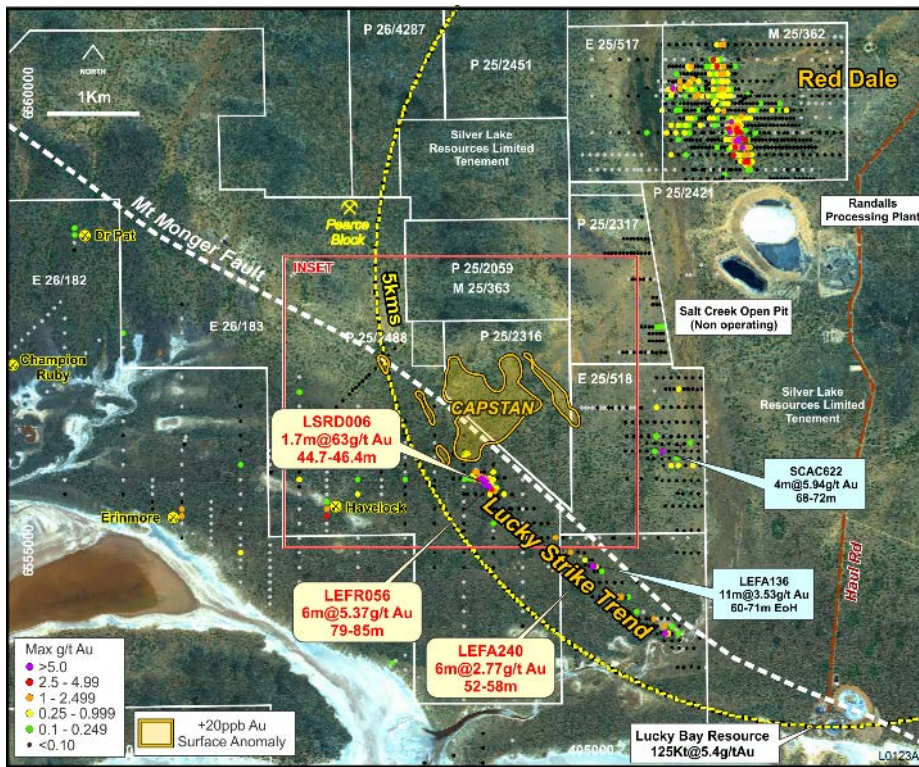 P 26/4287
P 25/2451
E 25/517
M 25/362
Red Dale
6560000
NORTH
1Km
Silver Lake
Resources Limited
Tenement
P 25/2421
Randalls
Processing Plant
Pearce
Block
P 25/2317
Dr Pat
Mt Monger Fault
E 26/182
INSET
5kms
P 25/2059
M 25/363
Salt Creek Open Pit
(Non operating)
E 26/183
P 25/2488
P 25/2316
Champion
Ruby
CAPSTAN
E 25/518
Silver Lake
Resources Limited
Tenement
LSRD006
1.7m@63g/t Au
44.7-46.4m
SCAC622
4m@5.94g/t Au
68-72m
Havelock
Erinmore
6555000
Lucky Strike Trend
Haul Rd
LEFR056
6m@5.37g/t Au
79-85m
LEFA136
11m@3.53g/t Au
60-71m EoH
LEFA240
6m@2.77g/t Au
52-58m
Max g/t Au
>5.0
2.5 - 4.99
1 - 2.499
0.25 - 0.999
0.1 - 0.249
<0.10
+20ppb Au
Surface Anomaly
405000
Lucky Bay Resource
125Kt@5.4g/tAu
L0123A